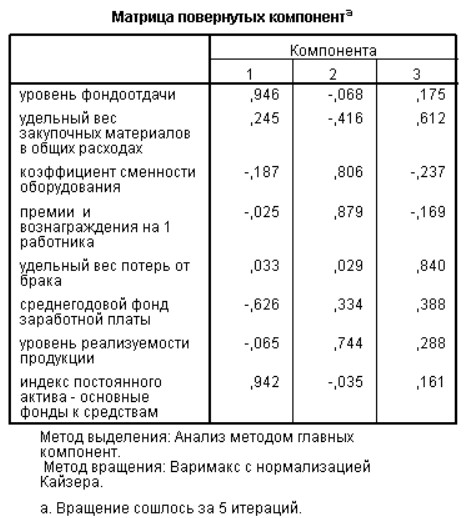 Матрица повернутых компонентa
Компонента
1 2 3
уровень фондоотдачи ,946 -,068 ,175
удельный вес ,245 -,416 ,612
закупочных материалов
в общих расходах
коэффициент сменности -,187 ,806 -,237
оборудования
премии и -,025 ,879 -,169
вознаграждения на 1
работника
удельный вес потерь от ,033 ,029 ,840
брака
среднегодовой фонд -,626 ,334 ,388
заработной платы
уровень реализуемости -,065 ,744 ,288
продукции
индекс постоянного ,942 -,035 ,161
актива - основные
фонды к средствам
Метод выделения: Анализ методом главных
компонент.
Метод вращения: Варимакс с нормализацией
Кайзера.
a. Вращение сошлось за 5 итераций.